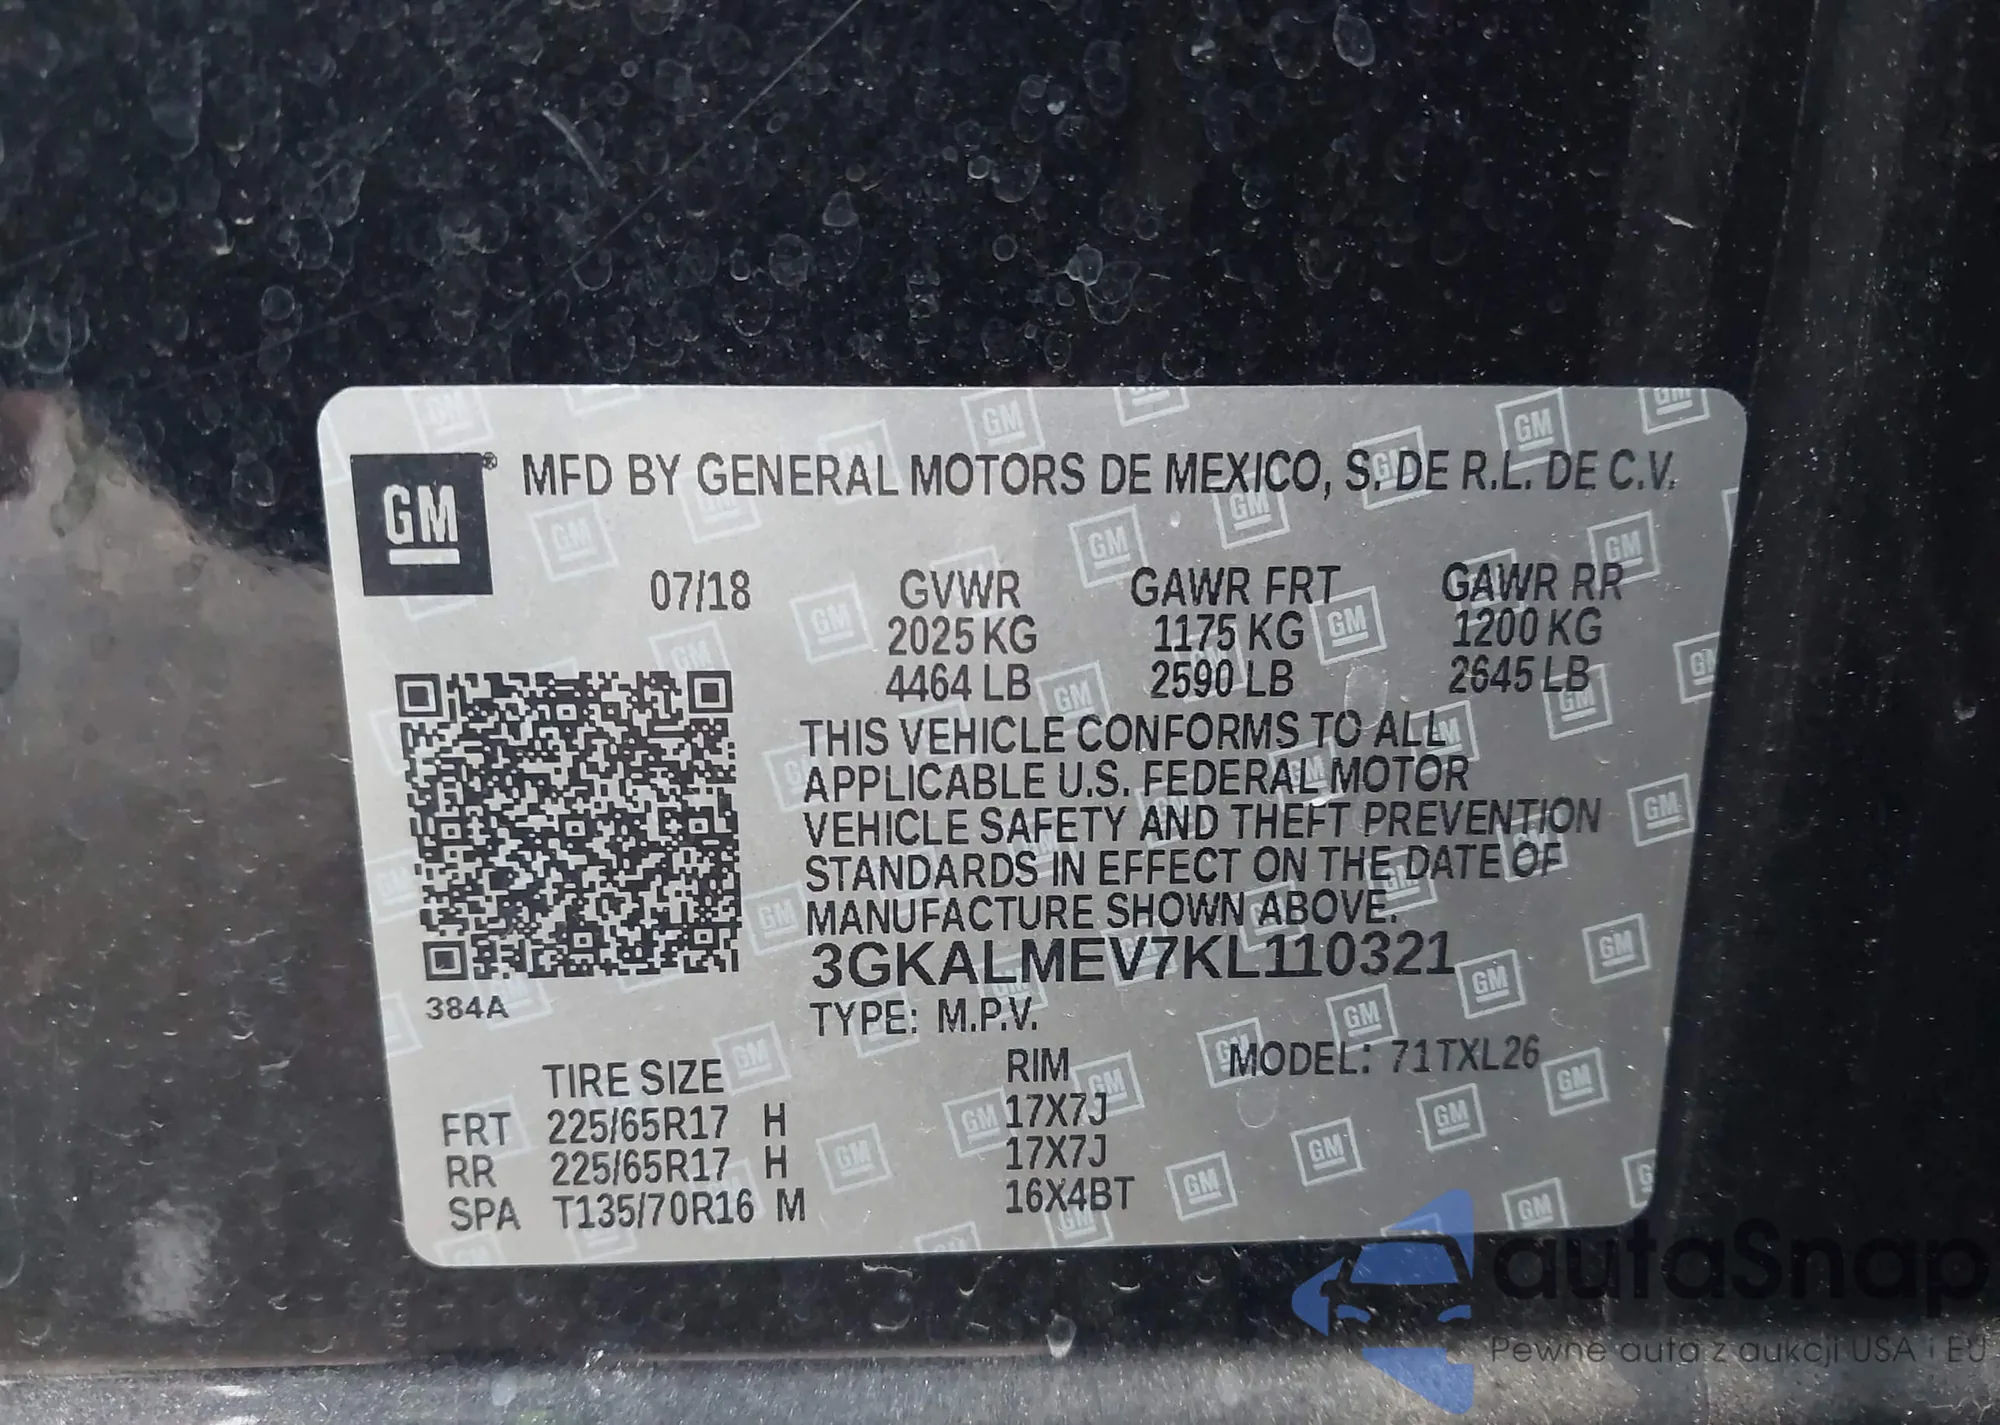 GM ® MFD BY GENERAL MOTORS DE MEXICO, S. DE R.L. DE C.V.
07/18 GVWR GAWR FRT GAWR RR
2025 KG 1175 KG 1200 KG
4464 LB 2590 LB 2645 LB
THIS VEHICLE CONFORMS TO ALL
APPLICABLE U.S. FEDERAL MOTOR
VEHICLE SAFETY AND THEFT PREVENTION
STANDARDS IN EFFECT ON THE DATE OF
MANUFACTURE SHOWN ABOVE.
3GKALMEV7KL110321
384A
TYPE: M.P.V.
MODEL: 71TXL26
TIRE SIZE RIM
FRT 225/65R17 H 17X7J
RR 225/65R17 H 17X7J
SPA T135/70R16 M 16X4BT
autaSnap
Pewne auta z aukcji USA i EU